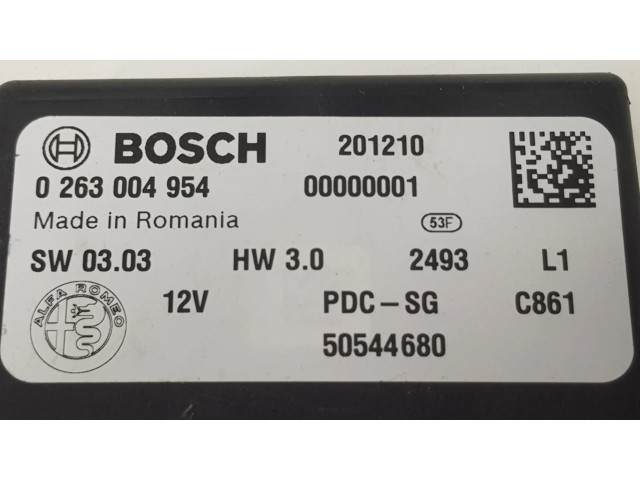 BOSCH 201210
0 263 004 954 00000001
Made in Romania 53F
SW 03.03 HW 3.0 2493 L1
ALFA ROMEO 12V PDC-SG C861
50544680